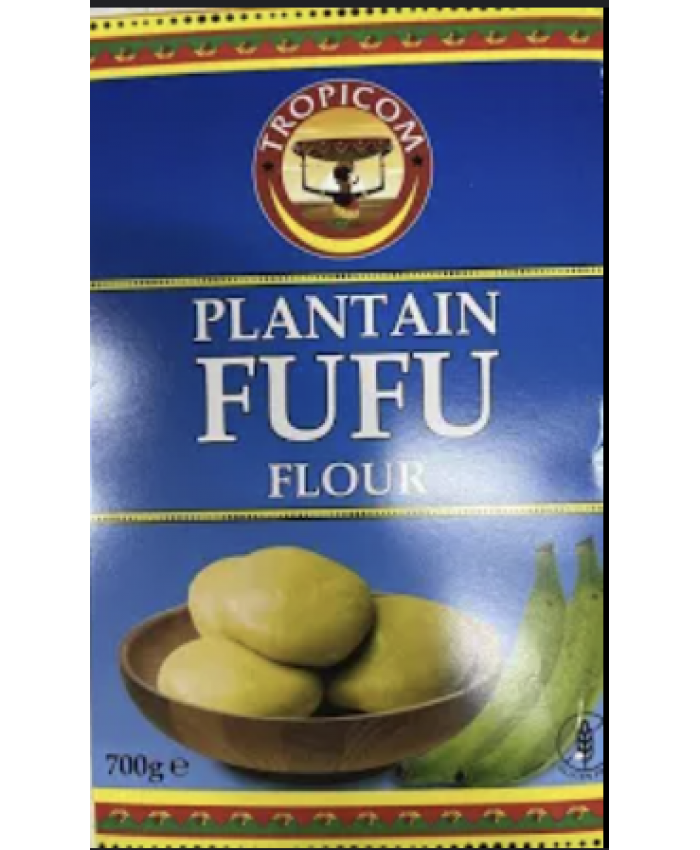 TROPICOM
PLANTAIN
FUFU
FLOUR
700g ℮